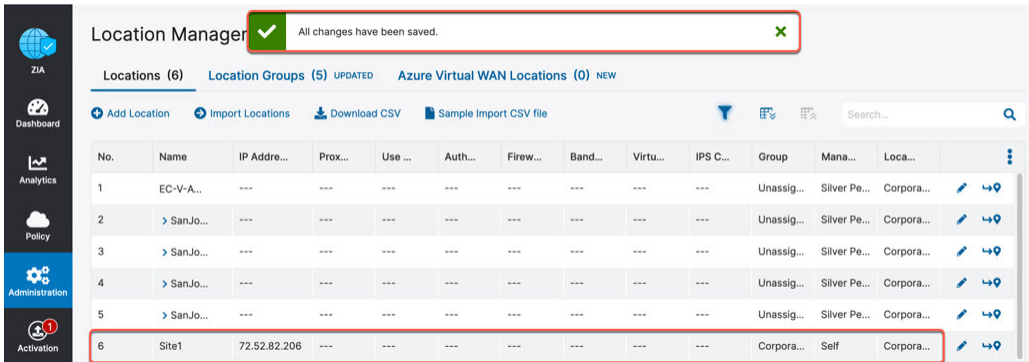 Location Manager
All changes have been saved.
ZIA
Locations (6) Location Groups (5) UPDATED Azure Virtual WAN Locations (0) NEW
Dashboard
Add Location Import Locations Download CSV Sample Import CSV file Search...
Analytics
No. Name IP Addre... Prox... Use ... Auth... Firew... Band... Virtu... IPS C... Group Mana... Loca...
1 EC-V-A... --- --- --- --- --- --- --- --- Unassig... Silver Pe... Corpora...
Policy
2 > SanJo... --- --- --- --- --- --- --- --- Unassig... Silver Pe... Corpora...
3 > SanJo... --- --- --- --- --- --- --- --- Unassig... Silver Pe... Corpora...
Administration
4 > SanJo... --- --- --- --- --- --- --- --- Unassig... Silver Pe... Corpora...
5 > SanJo... --- --- --- --- --- --- --- --- Unassig... Silver Pe... Corpora...
1
Activation
6 Site1 72.52.82.206 --- --- --- --- --- --- --- Corpora... Self Corpora...